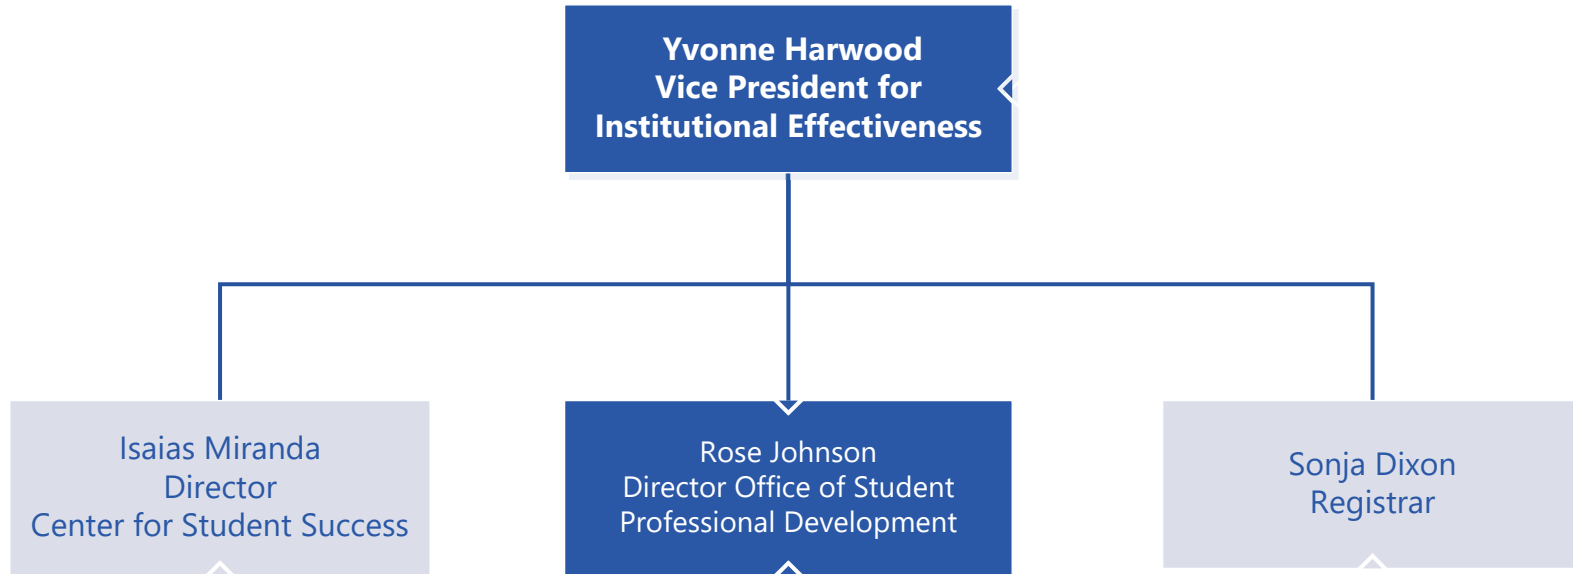 Yvonne Harwood
Vice President for
Institutional Effectiveness
Isaias Miranda
Director
Center for Student Success
Rose Johnson
Director Office of Student
Professional Development
Sonja Dixon
Registrar